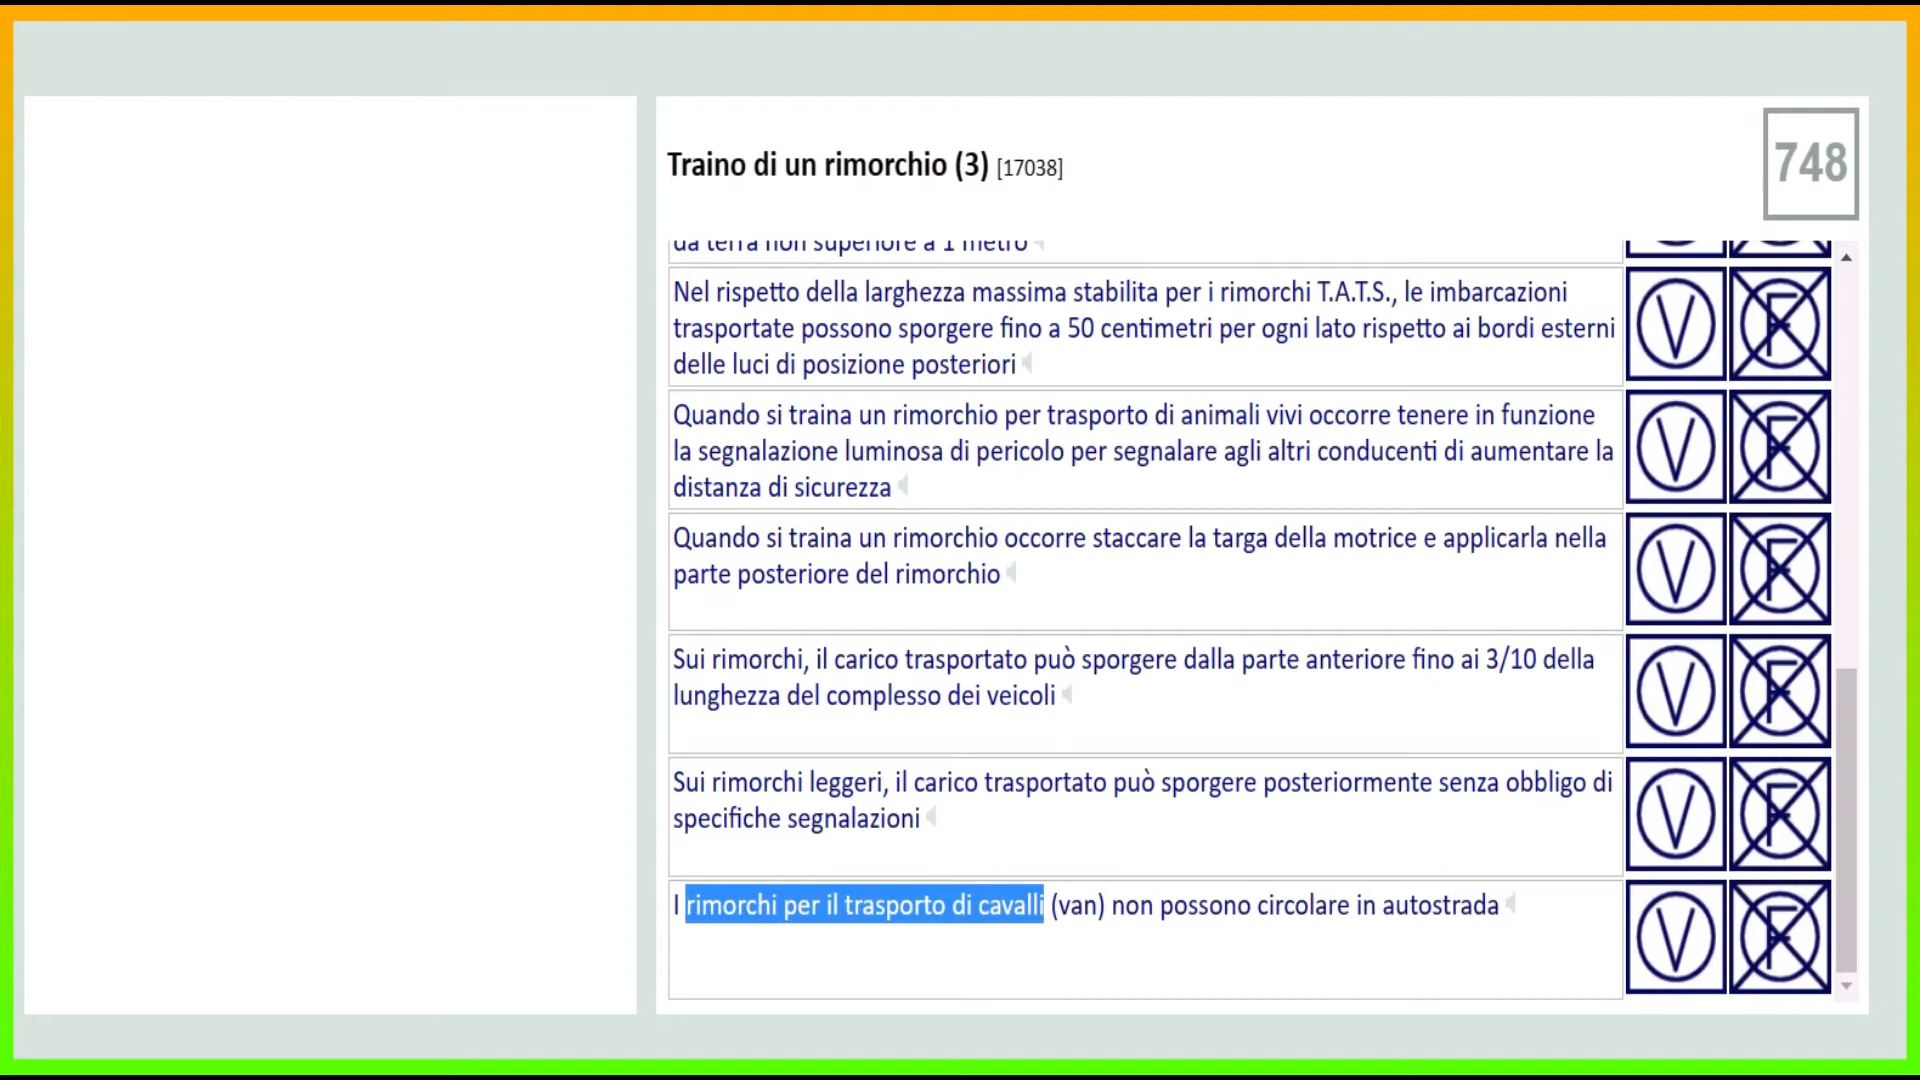 Traino di un rimorchio (3) [17038]
748
da terra non superiore a 1 metro
Nel rispetto della larghezza massima stabilita per i rimorchi T.A.T.S., le imbarcazioni
trasportate possono sporgere fino a 50 centimetri per ogni lato rispetto ai bordi esterni
delle luci di posizione posteriori
V F
Quando si traina un rimorchio per trasporto di animali vivi occorre tenere in funzione
la segnalazione luminosa di pericolo per segnalare agli altri conducenti di aumentare la
distanza di sicurezza
V F
Quando si traina un rimorchio occorre staccare la targa della motrice e applicarla nella
parte posteriore del rimorchio
V F
Sui rimorchi, il carico trasportato può sporgere dalla parte anteriore fino ai 3/10 della
lunghezza del complesso dei veicoli
V F
Sui rimorchi leggeri, il carico trasportato può sporgere posteriormente senza obbligo di
specifiche segnalazioni
V F
I rimorchi per il trasporto di cavalli (van) non possono circolare in autostrada
V F